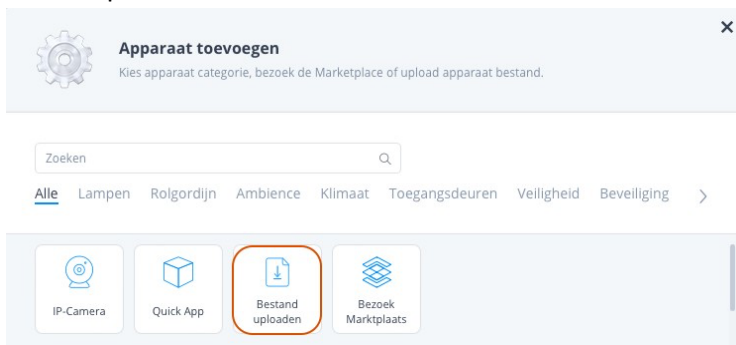 Apparaat toevoegen
Kies apparaat categorie, bezoek de Marketplace of upload apparaat bestand.
Zoeken
Alle Lampen Rolgordijn Ambience Klimaat Toegangsdeuren Veiligheid Beveiliging
IP-Camera
Quick App
Bestand
uploaden
Bezoek
Marktplaats